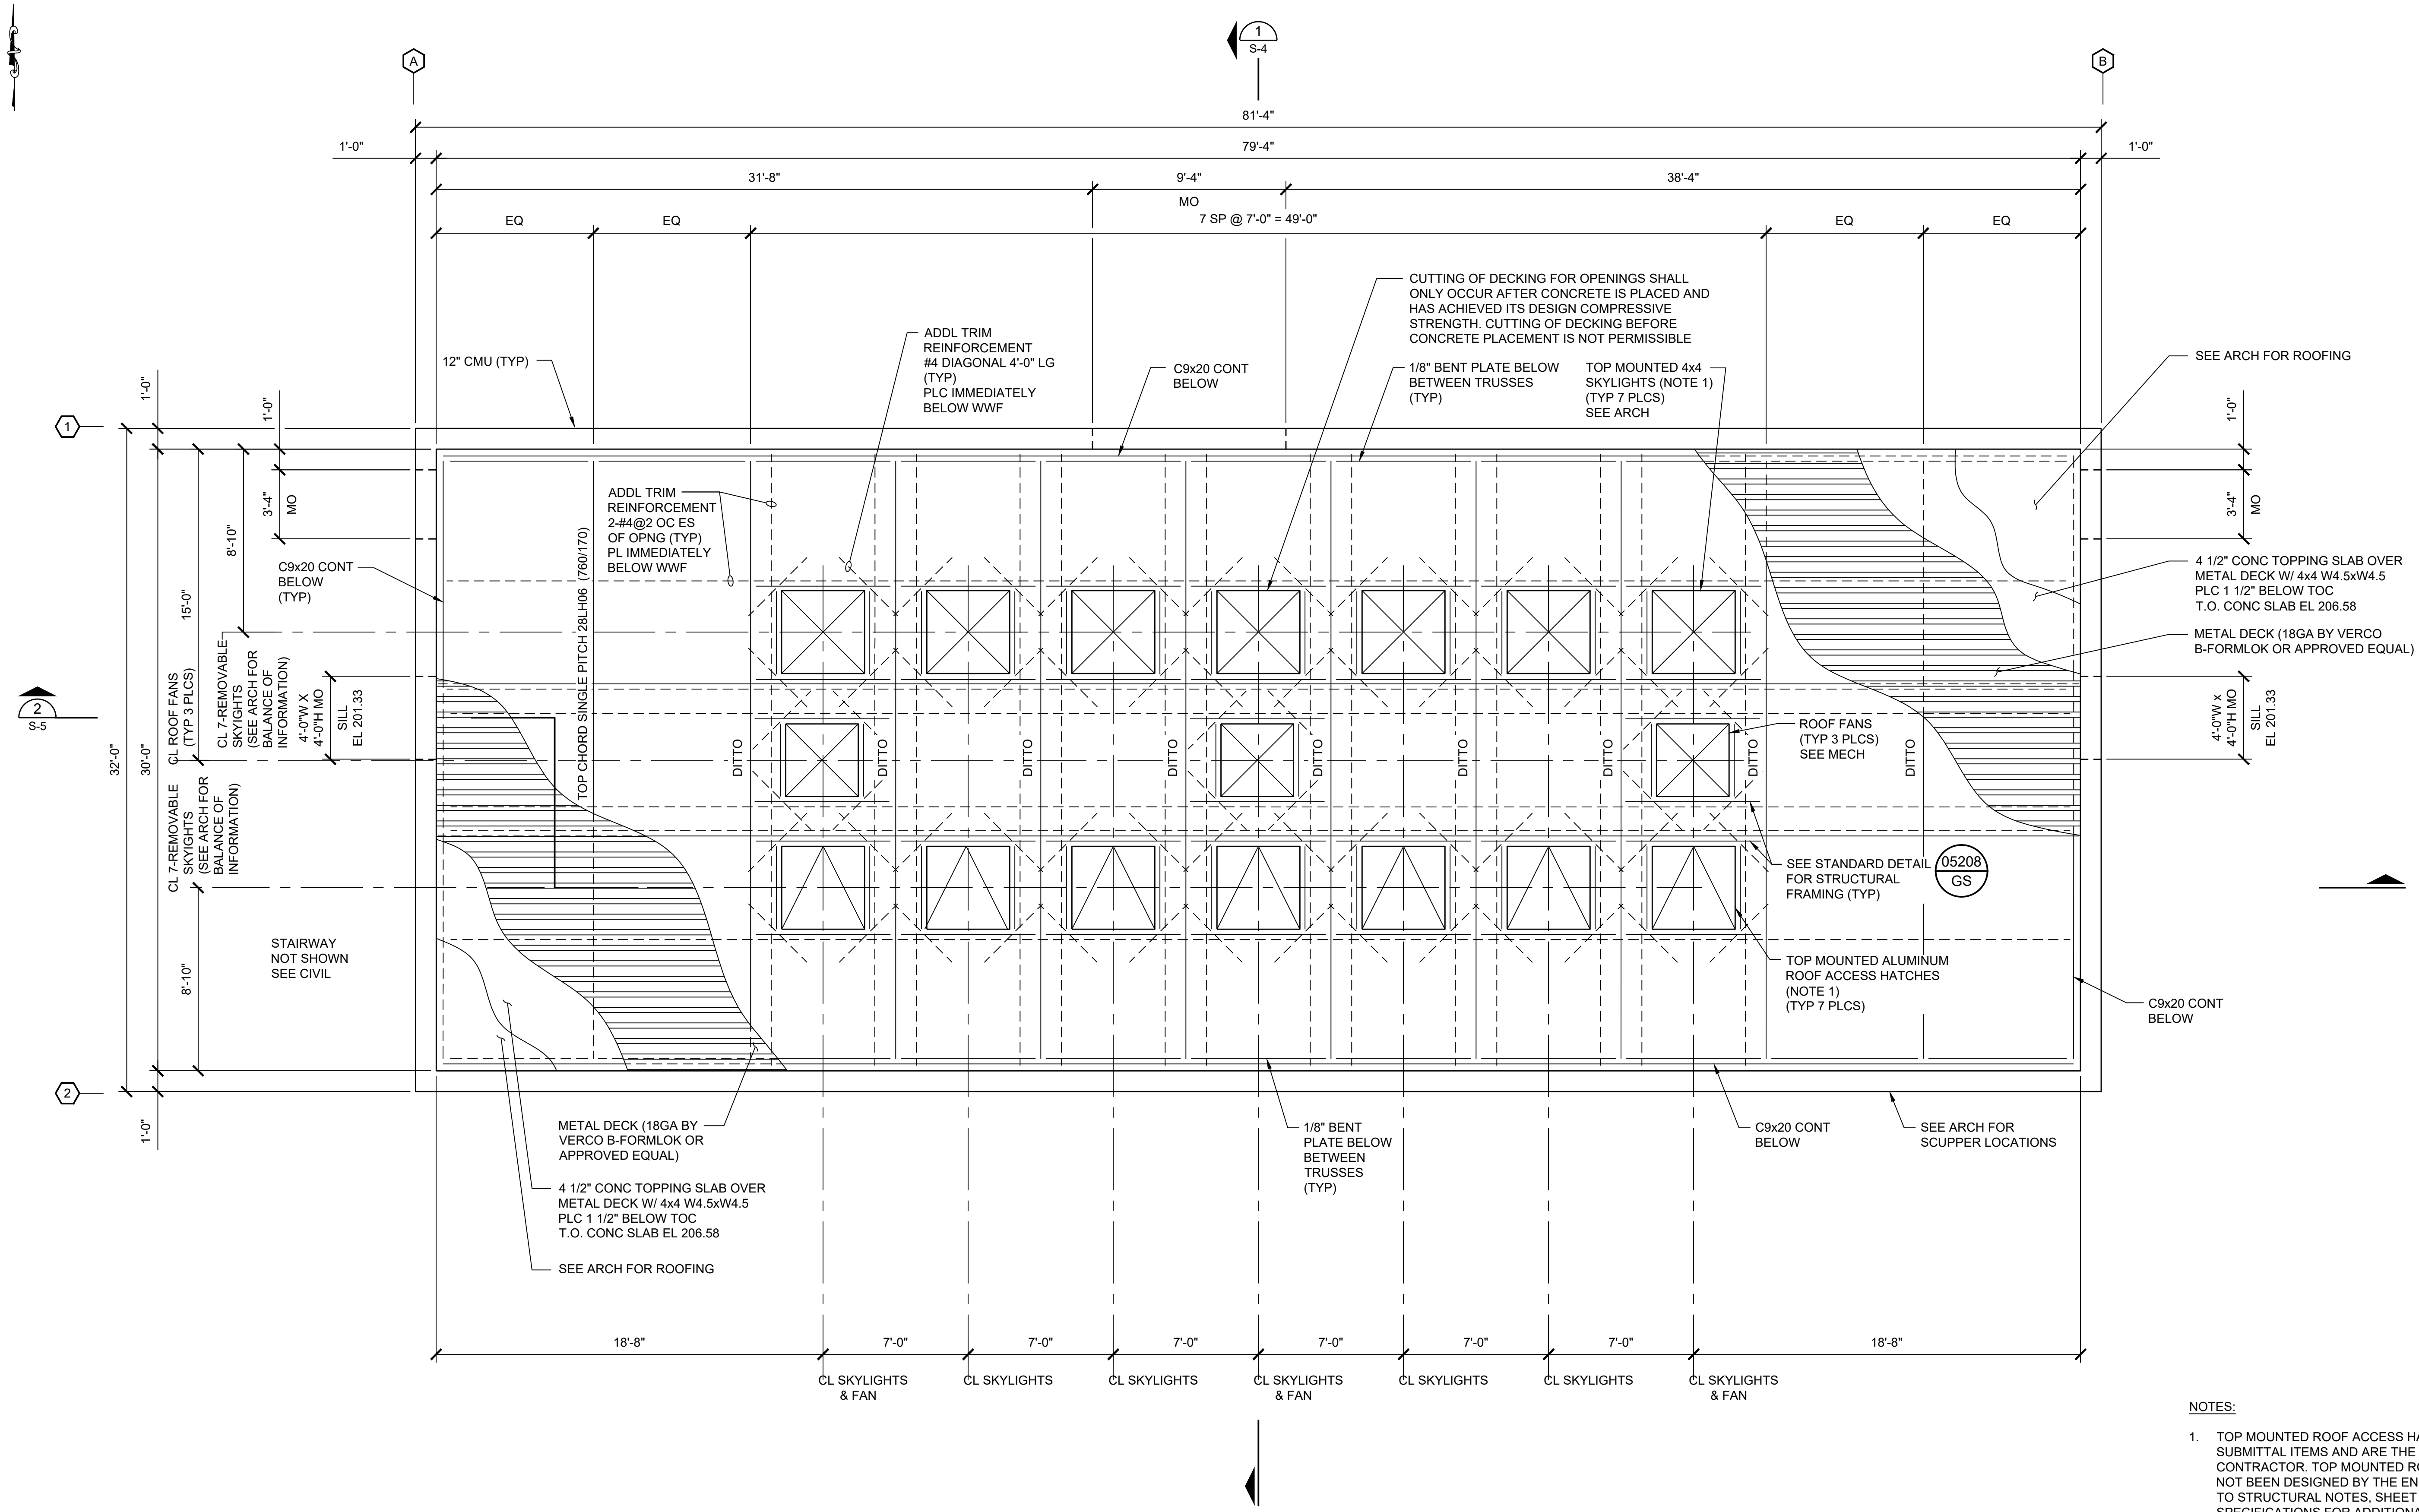 1
S-4
A
B
81'-4"
1'-0"
79'-4"
1'-0"
31'-8"
9'-4"
38'-4"
MO
7 SP @ 7'-0" = 49'-0"
EQ
EQ
EQ
EQ
CUTTING OF DECKING FOR OPENINGS SHALL
ONLY OCCUR AFTER CONCRETE IS PLACED AND
HAS ACHIEVED ITS DESIGN COMPRESSIVE
STRENGTH. CUTTING OF DECKING BEFORE
CONCRETE PLACEMENT IS NOT PERMISSIBLE
12" CMU (TYP)
ADDL TRIM
REINFORCEMENT
#4 DIAGONAL 4'-0" LG
(TYP)
PLC IMMEDIATELY
BELOW WWF
C9x20 CONT
BELOW
1/8" BENT PLATE BELOW
BETWEEN TRUSSES
(TYP)
TOP MOUNTED 4x4
SKYLIGHTS (NOTE 1)
(TYP 7 PLCS)
SEE ARCH
SEE ARCH FOR ROOFING
1
1'-0"
1'-0"
3'-4"
MO
8'-10"
15'-0"
C9x20 CONT
BELOW
(TYP)
ADDL TRIM
REINFORCEMENT
2-#4@2 OC ES
OF OPNG (TYP)
PL IMMEDIATELY
BELOW WWF
TOP CHORD SINGLE PITCH 28LH06 (760/170)
1'-0"
3'-4"
MO
4 1/2" CONC TOPPING SLAB OVER
METAL DECK W/ 4x4 W4.5xW4.5
PLC 1 1/2" BELOW TOC
T.O. CONC SLAB EL 206.58
METAL DECK (18GA BY VERCO
B-FORMLOK OR APPROVED EQUAL)
2
S-5
32'-0"
30'-0"
CL ROOF FANS
(TYP 3 PLCS)
CL 7-REMOVABLE
SKYIGHTS
(SEE ARCH FOR
BALANCE OF
INFORMATION)
4'-0"W X
4'-0"H MO
SILL
EL 201.33
DITTO
DITTO
DITTO
DITTO
DITTO
DITTO
DITTO
DITTO
DITTO
ROOF FANS
(TYP 3 PLCS)
SEE MECH
4'-0"W x
4'-0"H MO
SILL
EL 201.33
CL 7-REMOVABLE
SKYIGHTS
(SEE ARCH FOR
BALANCE OF
INFORMATION)
SEE STANDARD DETAIL
FOR STRUCTURAL
FRAMING (TYP)
05208
GS
STAIRWAY
NOT SHOWN
SEE CIVIL
8'-10"
TOP MOUNTED ALUMINUM
ROOF ACCESS HATCHES
(NOTE 1)
(TYP 7 PLCS)
C9x20 CONT
BELOW
2
1'-0"
METAL DECK (18GA BY
VERCO B-FORMLOK OR
APPROVED EQUAL)
1/8" BENT
PLATE BELOW
BETWEEN
TRUSSES
(TYP)
C9x20 CONT
BELOW
SEE ARCH FOR
SCUPPER LOCATIONS
4 1/2" CONC TOPPING SLAB OVER
METAL DECK W/ 4x4 W4.5xW4.5
PLC 1 1/2" BELOW TOC
T.O. CONC SLAB EL 206.58
SEE ARCH FOR ROOFING
18'-8"
7'-0"
7'-0"
7'-0"
7'-0"
7'-0"
7'-0"
18'-8"
CL SKYLIGHTS
& FAN
CL SKYLIGHTS
CL SKYLIGHTS
CL SKYLIGHTS
& FAN
CL SKYLIGHTS
CL SKYLIGHTS
CL SKYLIGHTS
& FAN
NOTES:
1. TOP MOUNTED ROOF ACCESS HA
SUBMITTAL ITEMS AND ARE THE
CONTRACTOR. TOP MOUNTED RO
NOT BEEN DESIGNED BY THE EN
TO STRUCTURAL NOTES, SHEET
SPECIFICATIONS FOR ADDITIONA